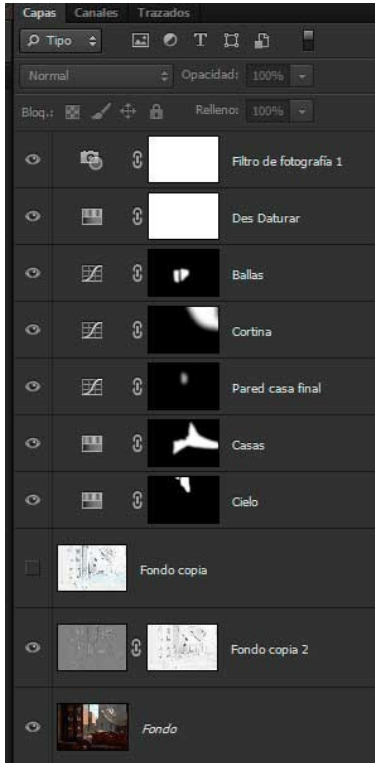 Capas Canales Trazados
Tipo T
Normal Opacidad: 100%
Bloq.: Relleno: 100%
Filtro de fotografía 1
Des Daturar
Ballas
Cortina
Pared casa final
Casas
Cielo
Fondo copia
Fondo copia 2
Fondo